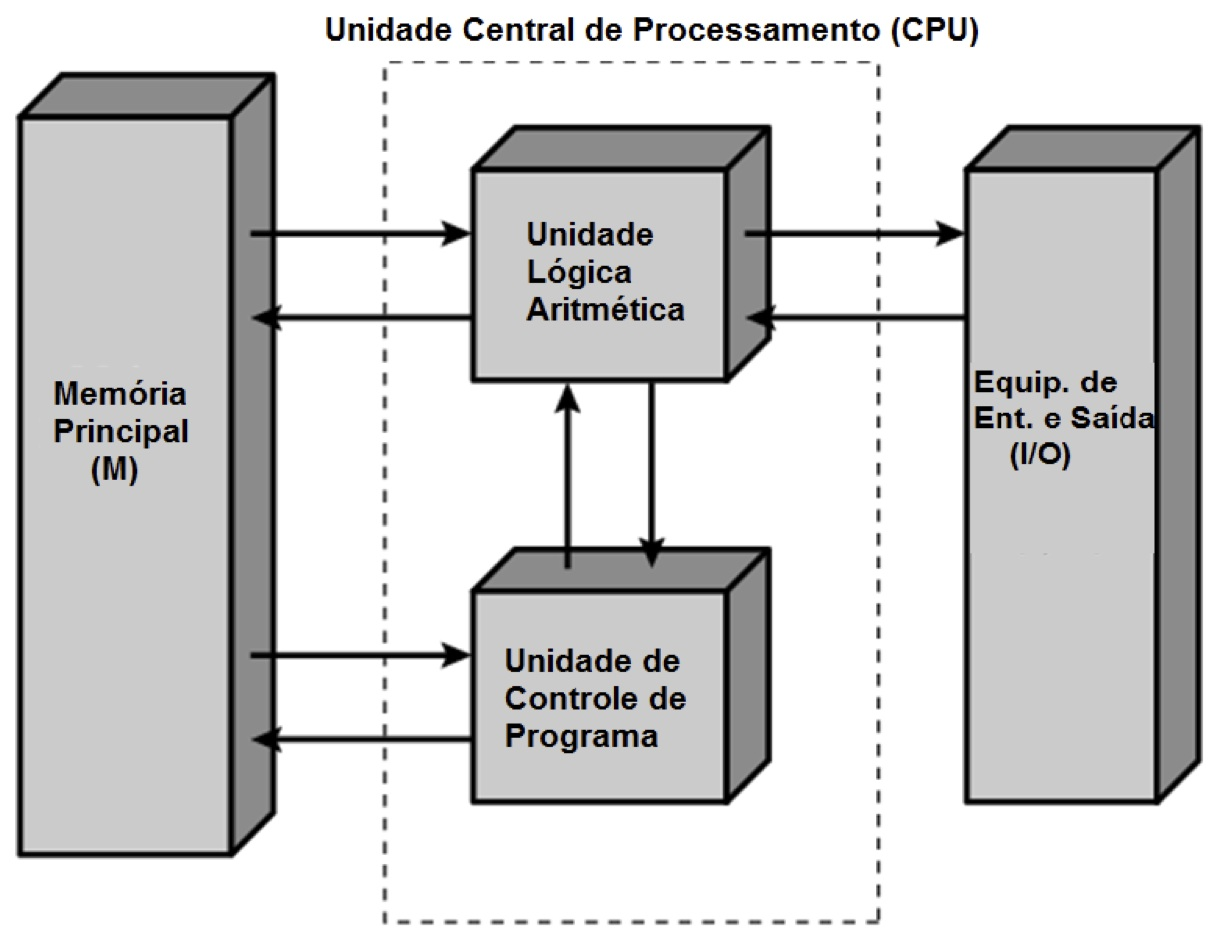 Unidade Central de Processamento (CPU)
Unidade
Lógica
Aritmética
Memória
Principal
(M)
Equip. de
Ent. e Saída
(I/O)
Unidade de
Controle de
Programa